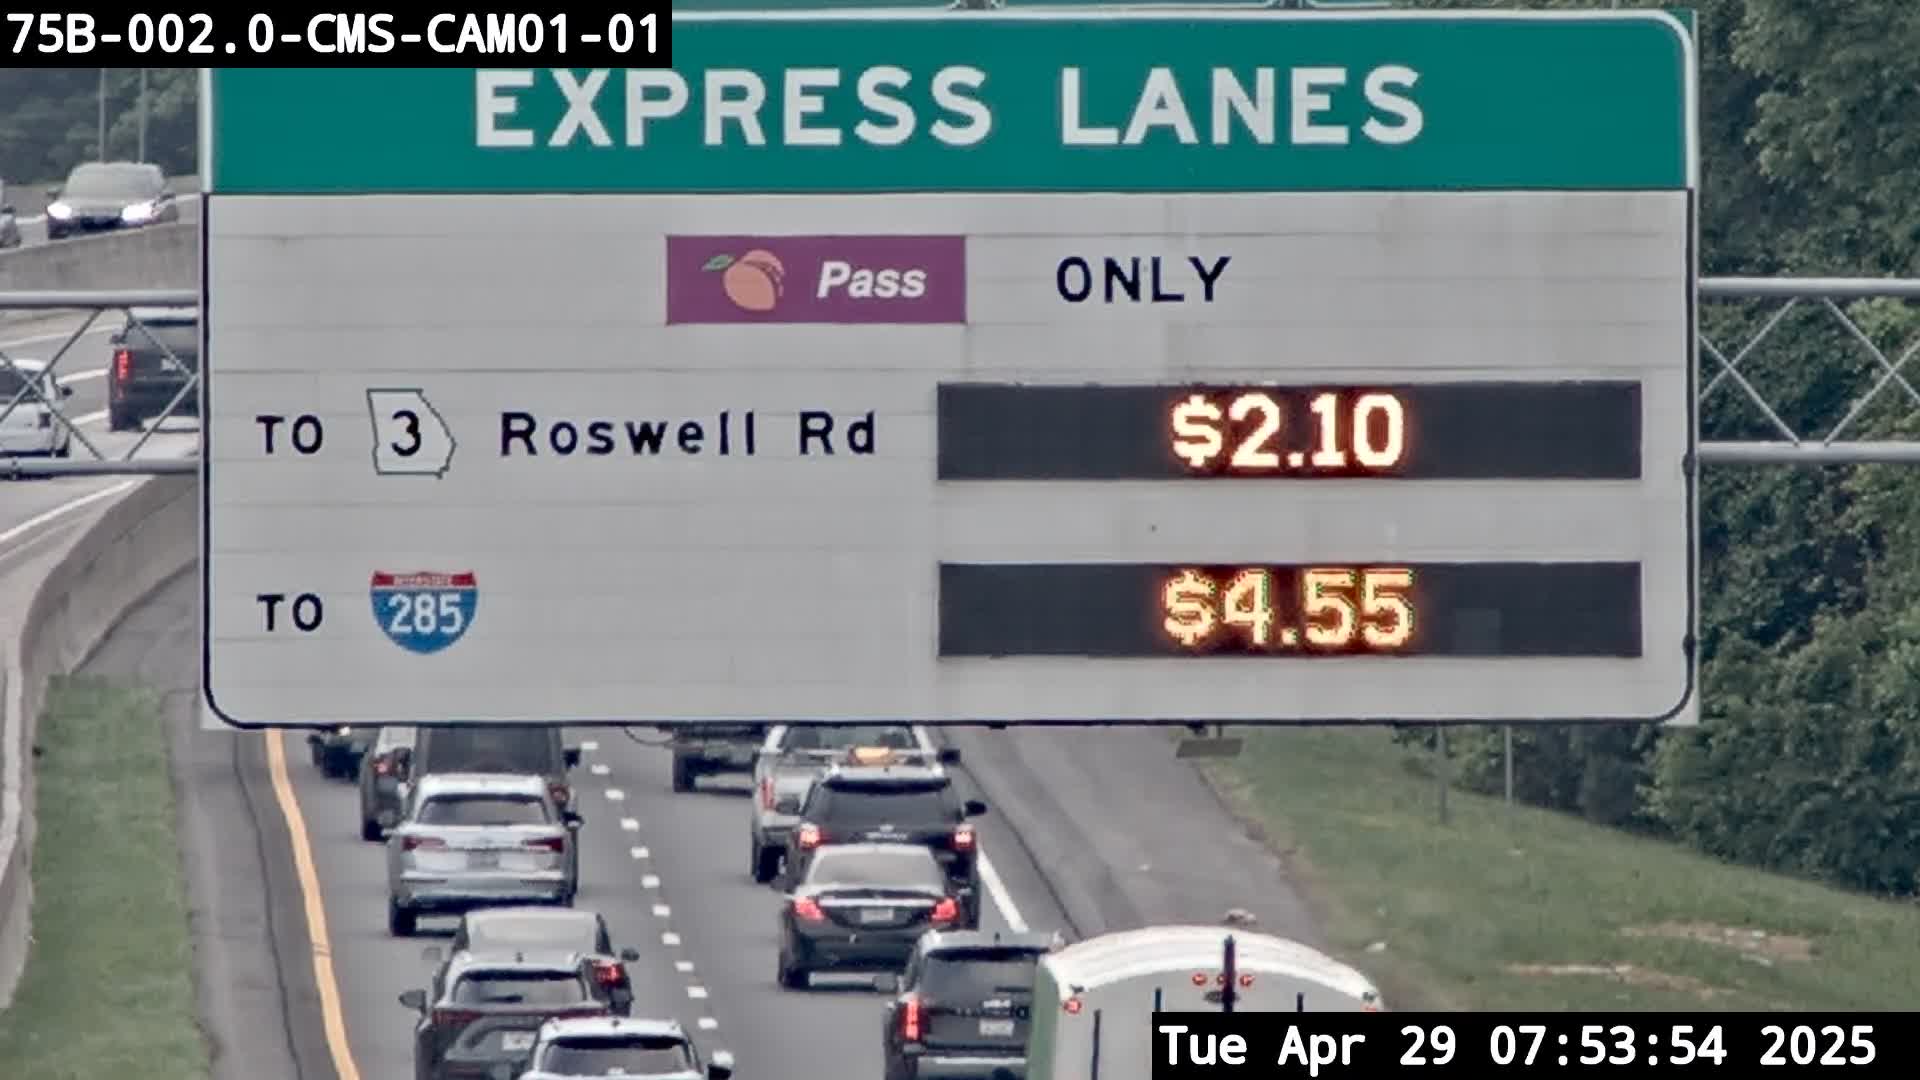 75B-002.0-CMS-CAM01-01
EXPRESS LANES
Pass ONLY
TO 3 Roswell Rd $2.10
TO INTERSTATE 285 $4.55
Tue Apr 29 07:53:54 2025